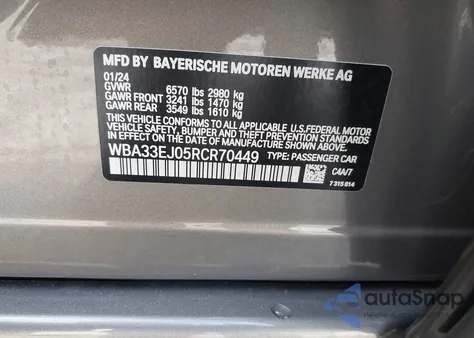 MFD BY BAYERISCHE MOTOREN WERKE AG
01/24
GVWR 6570 lbs 2980 kg
GAWR FRONT 3241 lbs 1470 kg
GAWR REAR 3549 lbs 1610 kg
THIS VEHICLE CONFORMS TO ALL APPLICABLE U.S. FEDERAL MOTOR
VEHICLE SAFETY, BUMPER, AND THEFT PREVENTION STANDARDS
IN EFFECT ON THE DATE OF MANUFACTURE SHOWN ABOVE.
WBA33EJ05RCR70449 TYPE: PASSENGER CAR
C4A/7
7 315 814
autoSnap